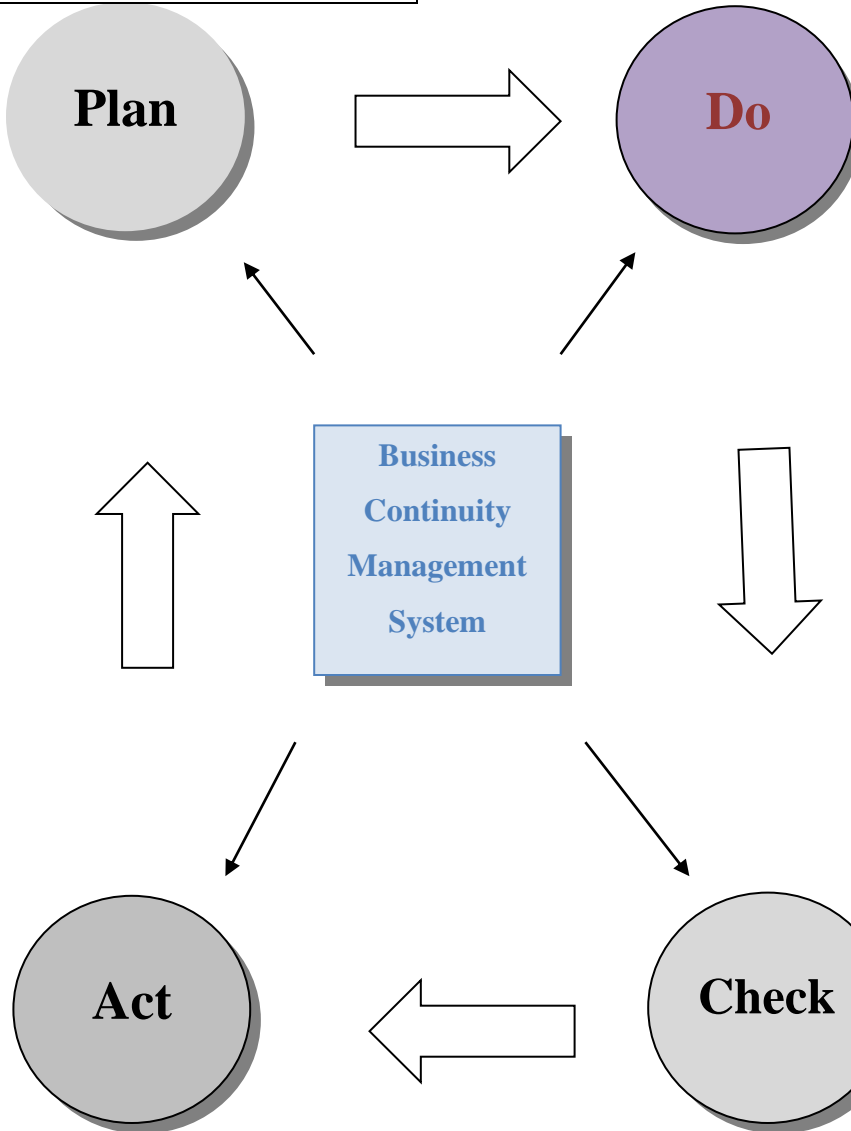 Plan
Do
Business
Continuity
Management
System
Act
Check